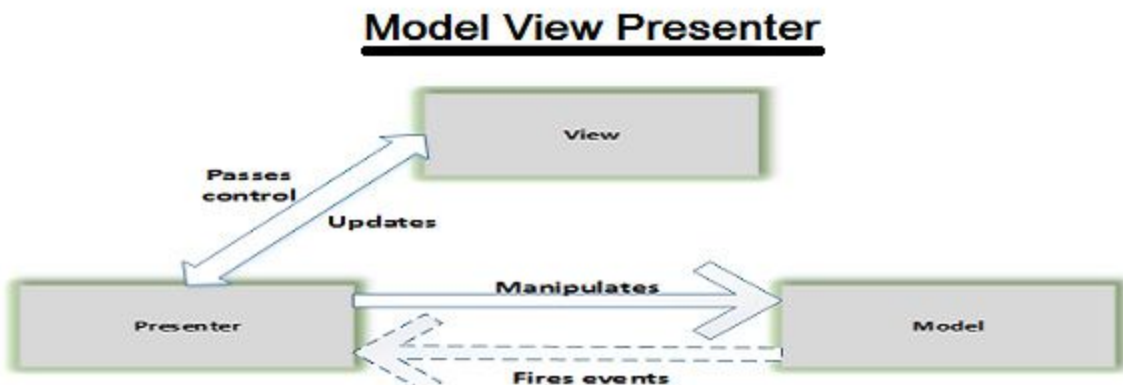 Model View Presenter
View
Passes
control
Updates
Manipulates
Presenter
Model
Fires events